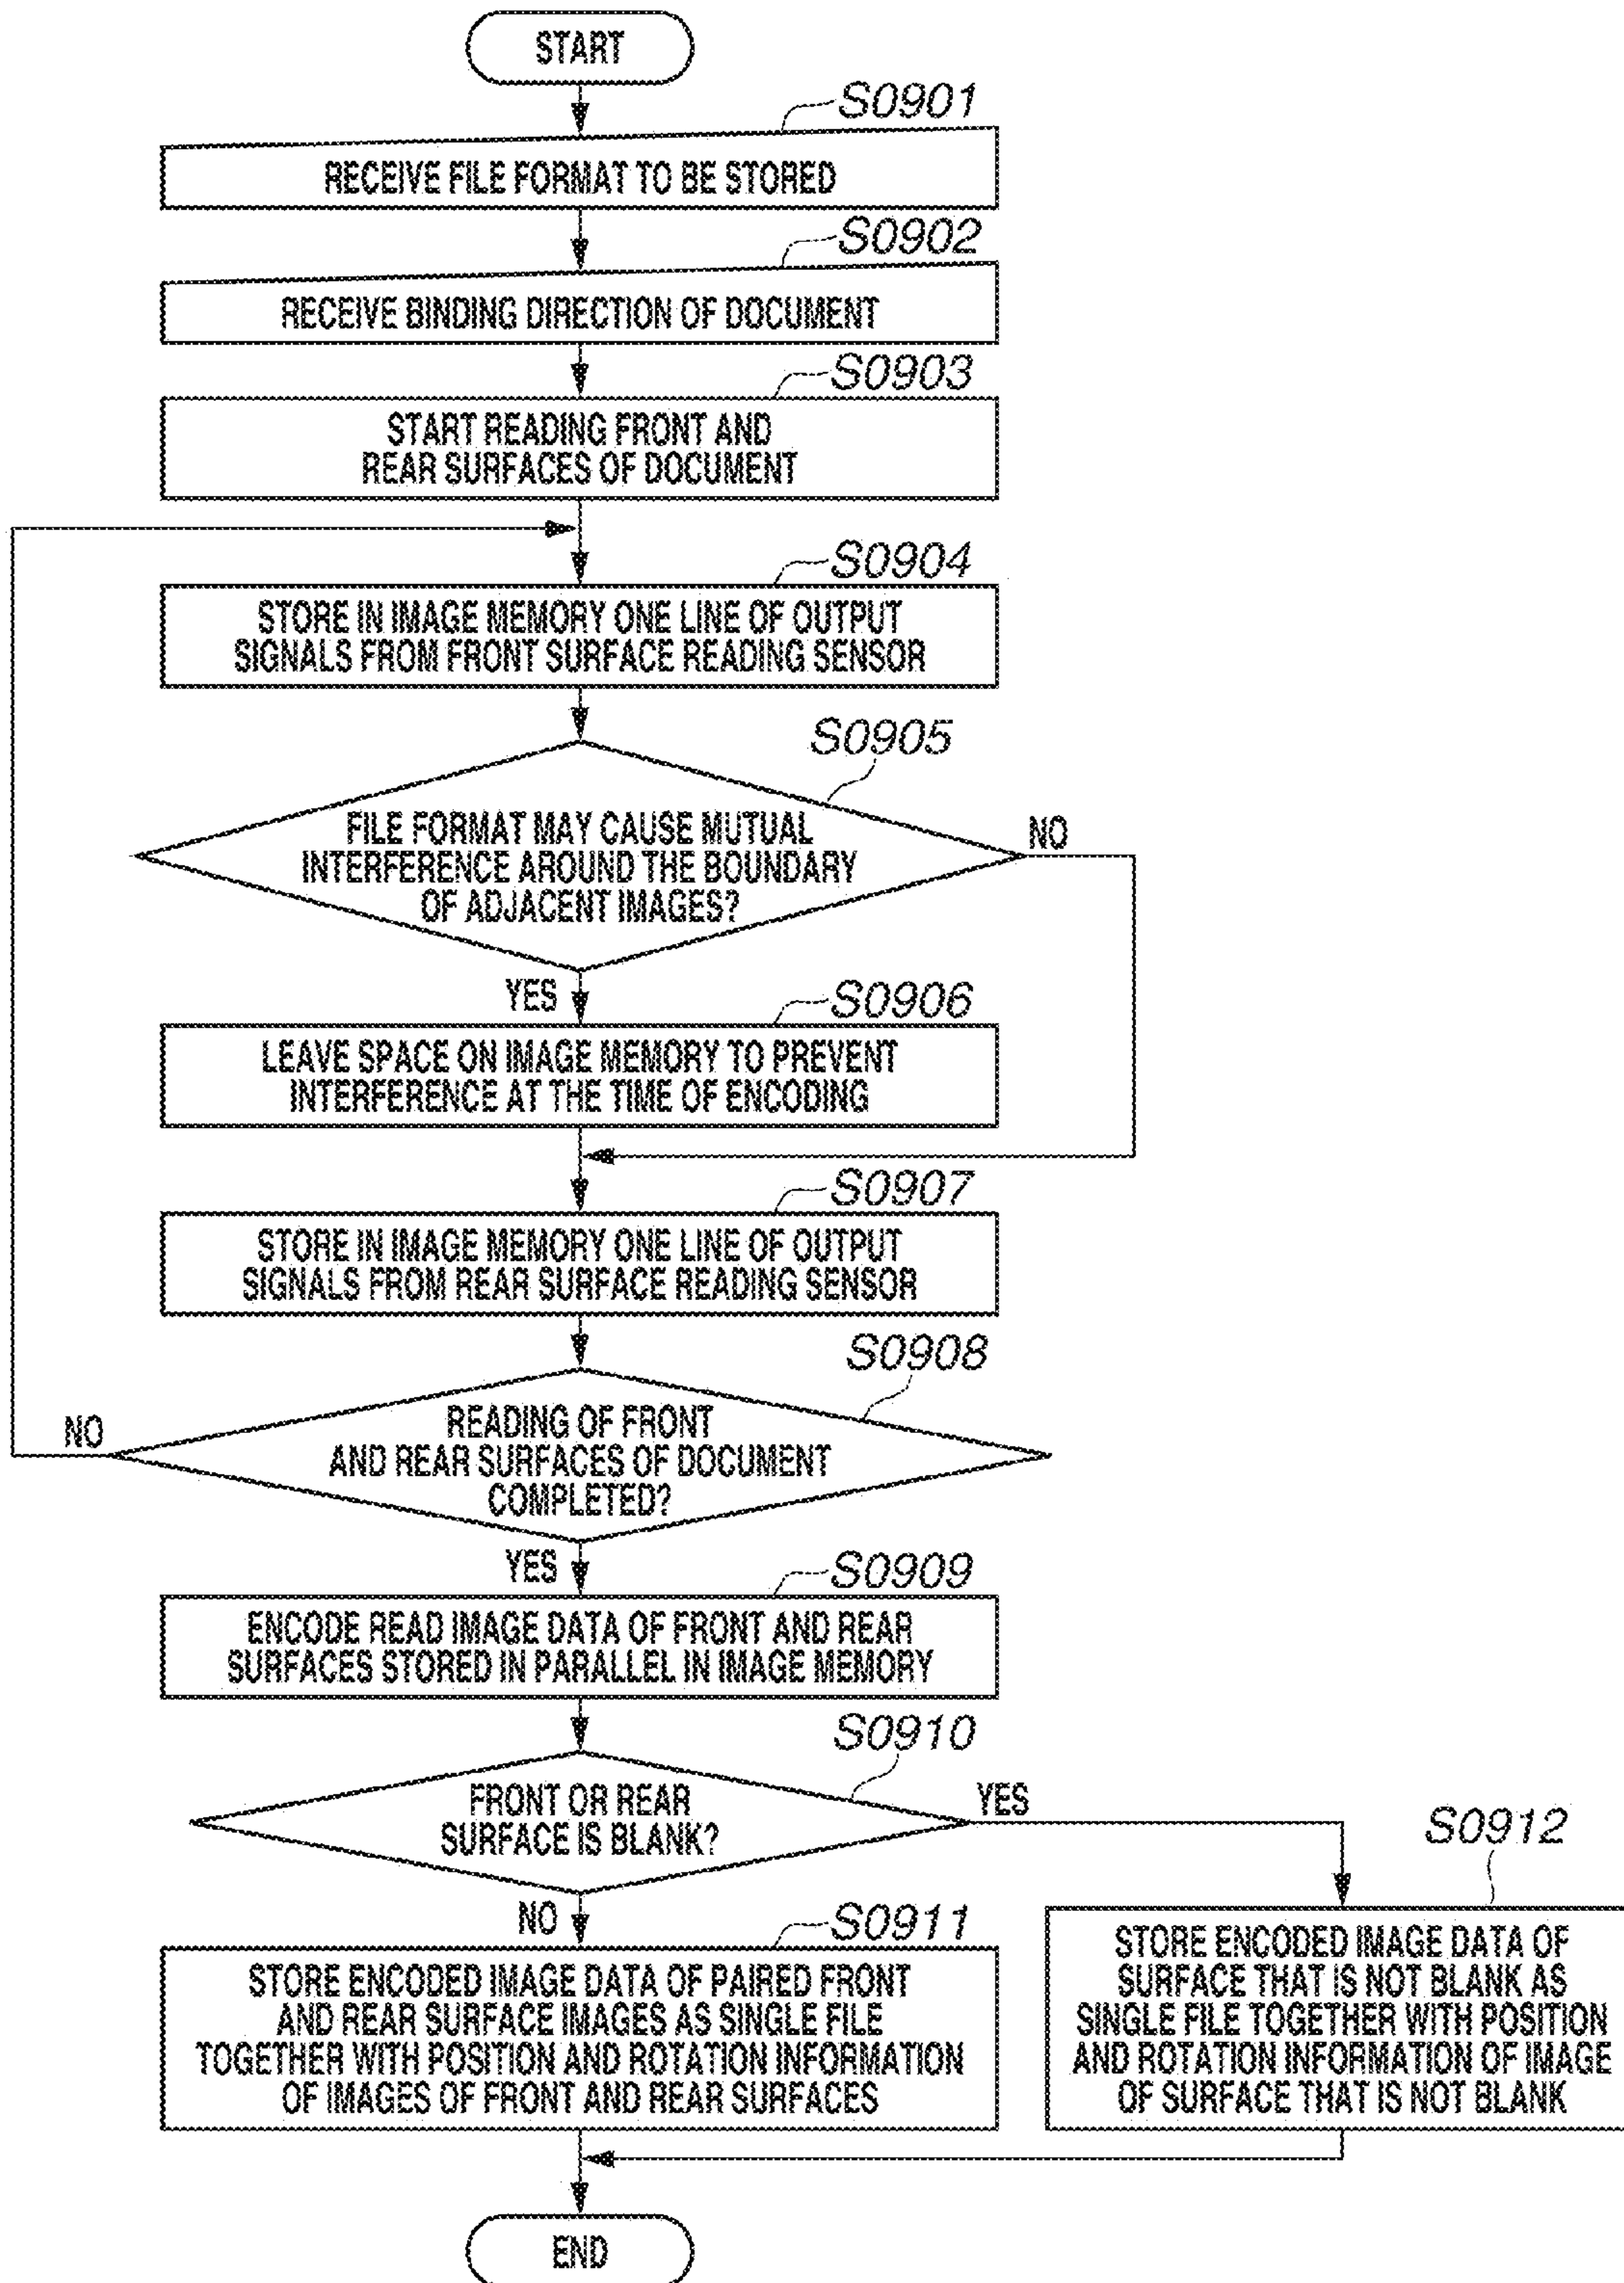 START
S0901
RECEIVE FILE FORMAT TO BE STORED
S0902
RECEIVE BINDING DIRECTION OF DOCUMENT
S0903
START READING FRONT AND
REAR SURFACES OF DOCUMENT
S0904
STORE IN IMAGE MEMORY ONE LINE OF OUTPUT
SIGNALS FROM FRONT SURFACE READING SENSOR
S0905
FILE FORMAT MAY CAUSE MUTUAL
INTERFERENCE AROUND THE BOUNDARY
OF ADJACENT IMAGES?
NO
YES
S0906
LEAVE SPACE ON IMAGE MEMORY TO PREVENT
INTERFERENCE AT THE TIME OF ENCODING
S0907
STORE IN IMAGE MEMORY ONE LINE OF OUTPUT
SIGNALS FROM REAR SURFACE READING SENSOR
S0908
READING OF FRONT
AND REAR SURFACES OF DOCUMENT
COMPLETED?
NO
YES
S0909
ENCODE READ IMAGE DATA OF FRONT AND REAR
SURFACES STORED IN PARALLEL IN IMAGE MEMORY
S0910
FRONT OR REAR
SURFACE IS BLANK?
YES
NO
S0911
STORE ENCODED IMAGE DATA OF PAIRED FRONT
AND REAR SURFACE IMAGES AS SINGLE FILE
TOGETHER WITH POSITION AND ROTATION INFORMATION
OF IMAGES OF FRONT AND REAR SURFACES
S0912
STORE ENCODED IMAGE DATA OF
SURFACE THAT IS NOT BLANK AS
SINGLE FILE TOGETHER WITH POSITION
AND ROTATION INFORMATION OF IMAGE
OF SURFACE THAT IS NOT BLANK
END